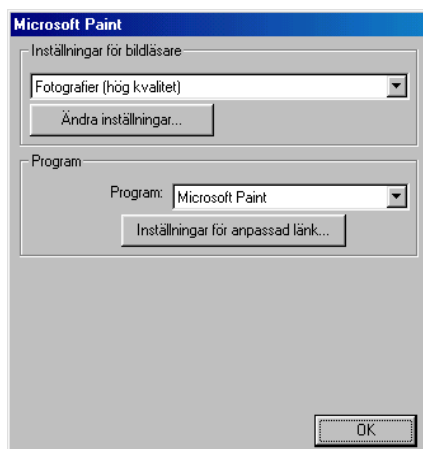 Microsoft Paint
Inställningar för bildläsare
Fotografier (hög kvalitet)
Ändra inställningar...
Program
Program: Microsoft Paint
Inställningar för anpassad länk...
OK